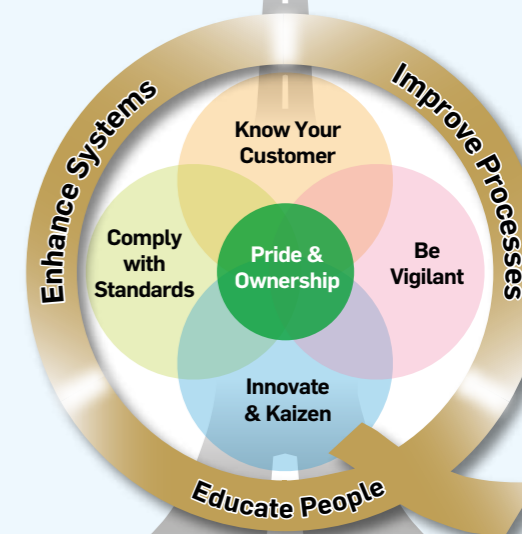 Enhance Systems
Improve Processes
Know Your
Customer
Comply
with
Standards
Pride &
Ownership
Be
Vigilant
Innovate
& Kaizen
Educate People